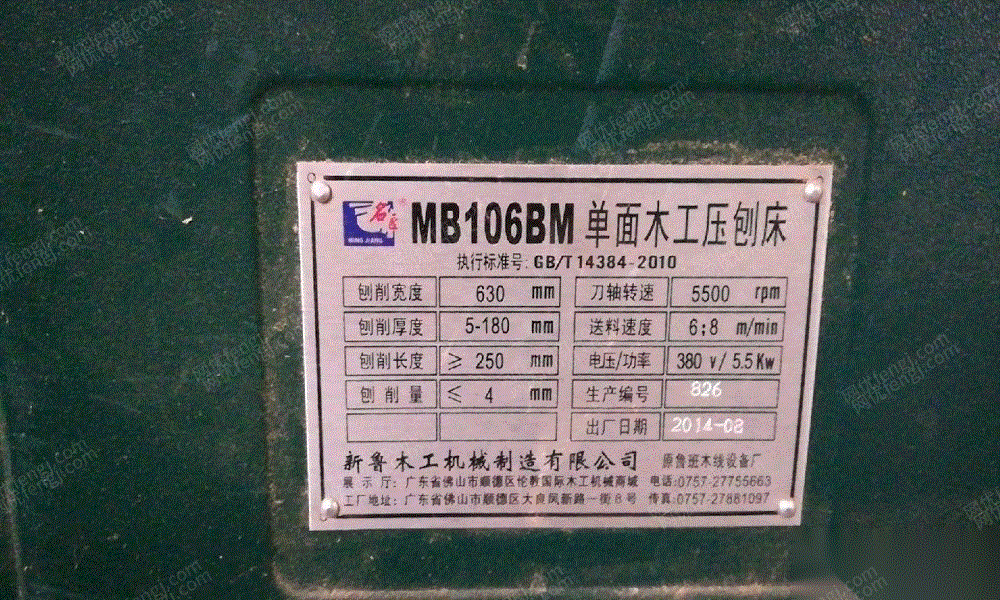 名匠
MING JIANG
MB106BM 单面木工压刨床
执行标准号: GB/T 14384-2010
刨削宽度 630 mm 刀轴转速 5500 rpm
刨削厚度 5-180 mm 送料速度 6;8 m/min
刨削长度 ≥ 250 mm 电压/功率 380 v/ 5.5 Kw
刨 削 量 ≤ 4 mm 生产编号 826
出厂日期 2014-08
新鲁木工机械制造有限公司 原鲁班木线设备厂
展 示 厅: 广东省佛山市顺德区伦教国际木工机械商城 电话:0757-27755663
工厂地址: 广东省佛山市顺德区大良凤新路一街8号 传真:0757-27881097